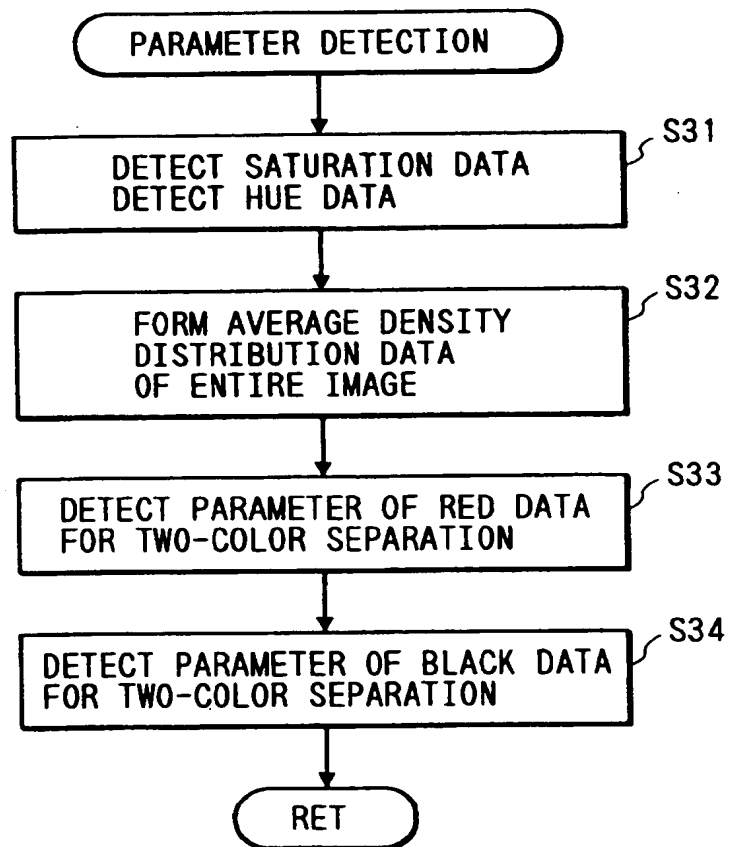 PARAMETER DETECTION
S31
DETECT SATURATION DATA
DETECT HUE DATA
S32
FORM AVERAGE DENSITY
DISTRIBUTION DATA
OF ENTIRE IMAGE
S33
DETECT PARAMETER OF RED DATA
FOR TWO-COLOR SEPARATION
S34
DETECT PARAMETER OF BLACK DATA
FOR TWO-COLOR SEPARATION
RET